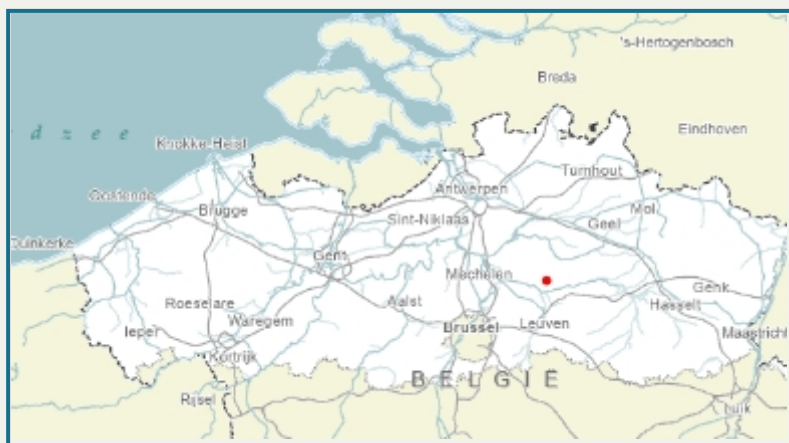 's-Hertogenbosch
Breda
Eindhoven
d z e e
Knokke-Heist
Turnhout
Antwerpen
Oostende
Mol
Brugge
Sint-Niklaas
Geel
Duinkerke
Gent
Mechelen
Genk
Roeselare
Aalst
Hasselt
Waregem
Brussel
Leuven
Ieper
Maastricht
Kortrijk
BELGIË
Rijsel
Luik